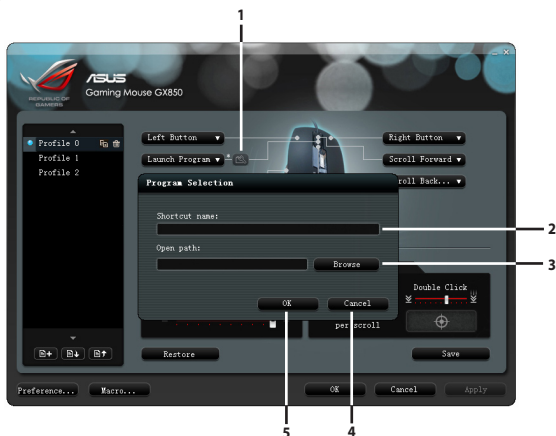 1
REPUBLIC OF
GAMERS
ASUS
Gaming Mouse GX850
Profile 0
Profile 1
Profile 2
Left Button
Launch Program
Right Button
Scroll Forward
roll Back...
Program Selection
Shortcut name:
2
Open path:
Browse
3
OK
Cancel
Double Click
per scroll
Restore
Save
Preference...
Macro...
OK
Cancel
Apply
5
4